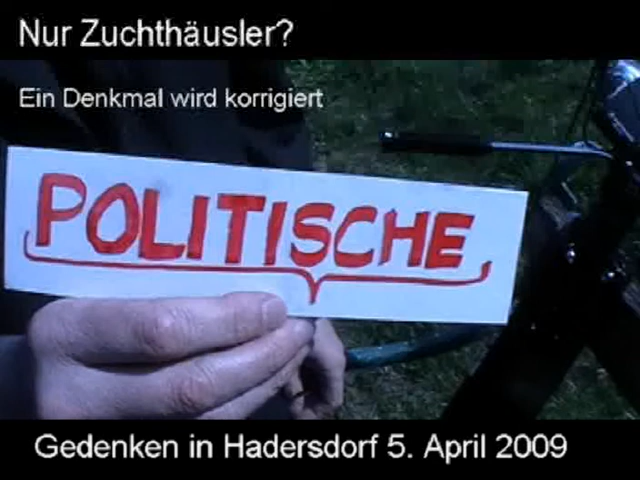 Nur Zuchthäusler?
Ein Denkmal wird korrigiert
POLITISCHE
Gedenken in Hadersdorf 5. April 2009